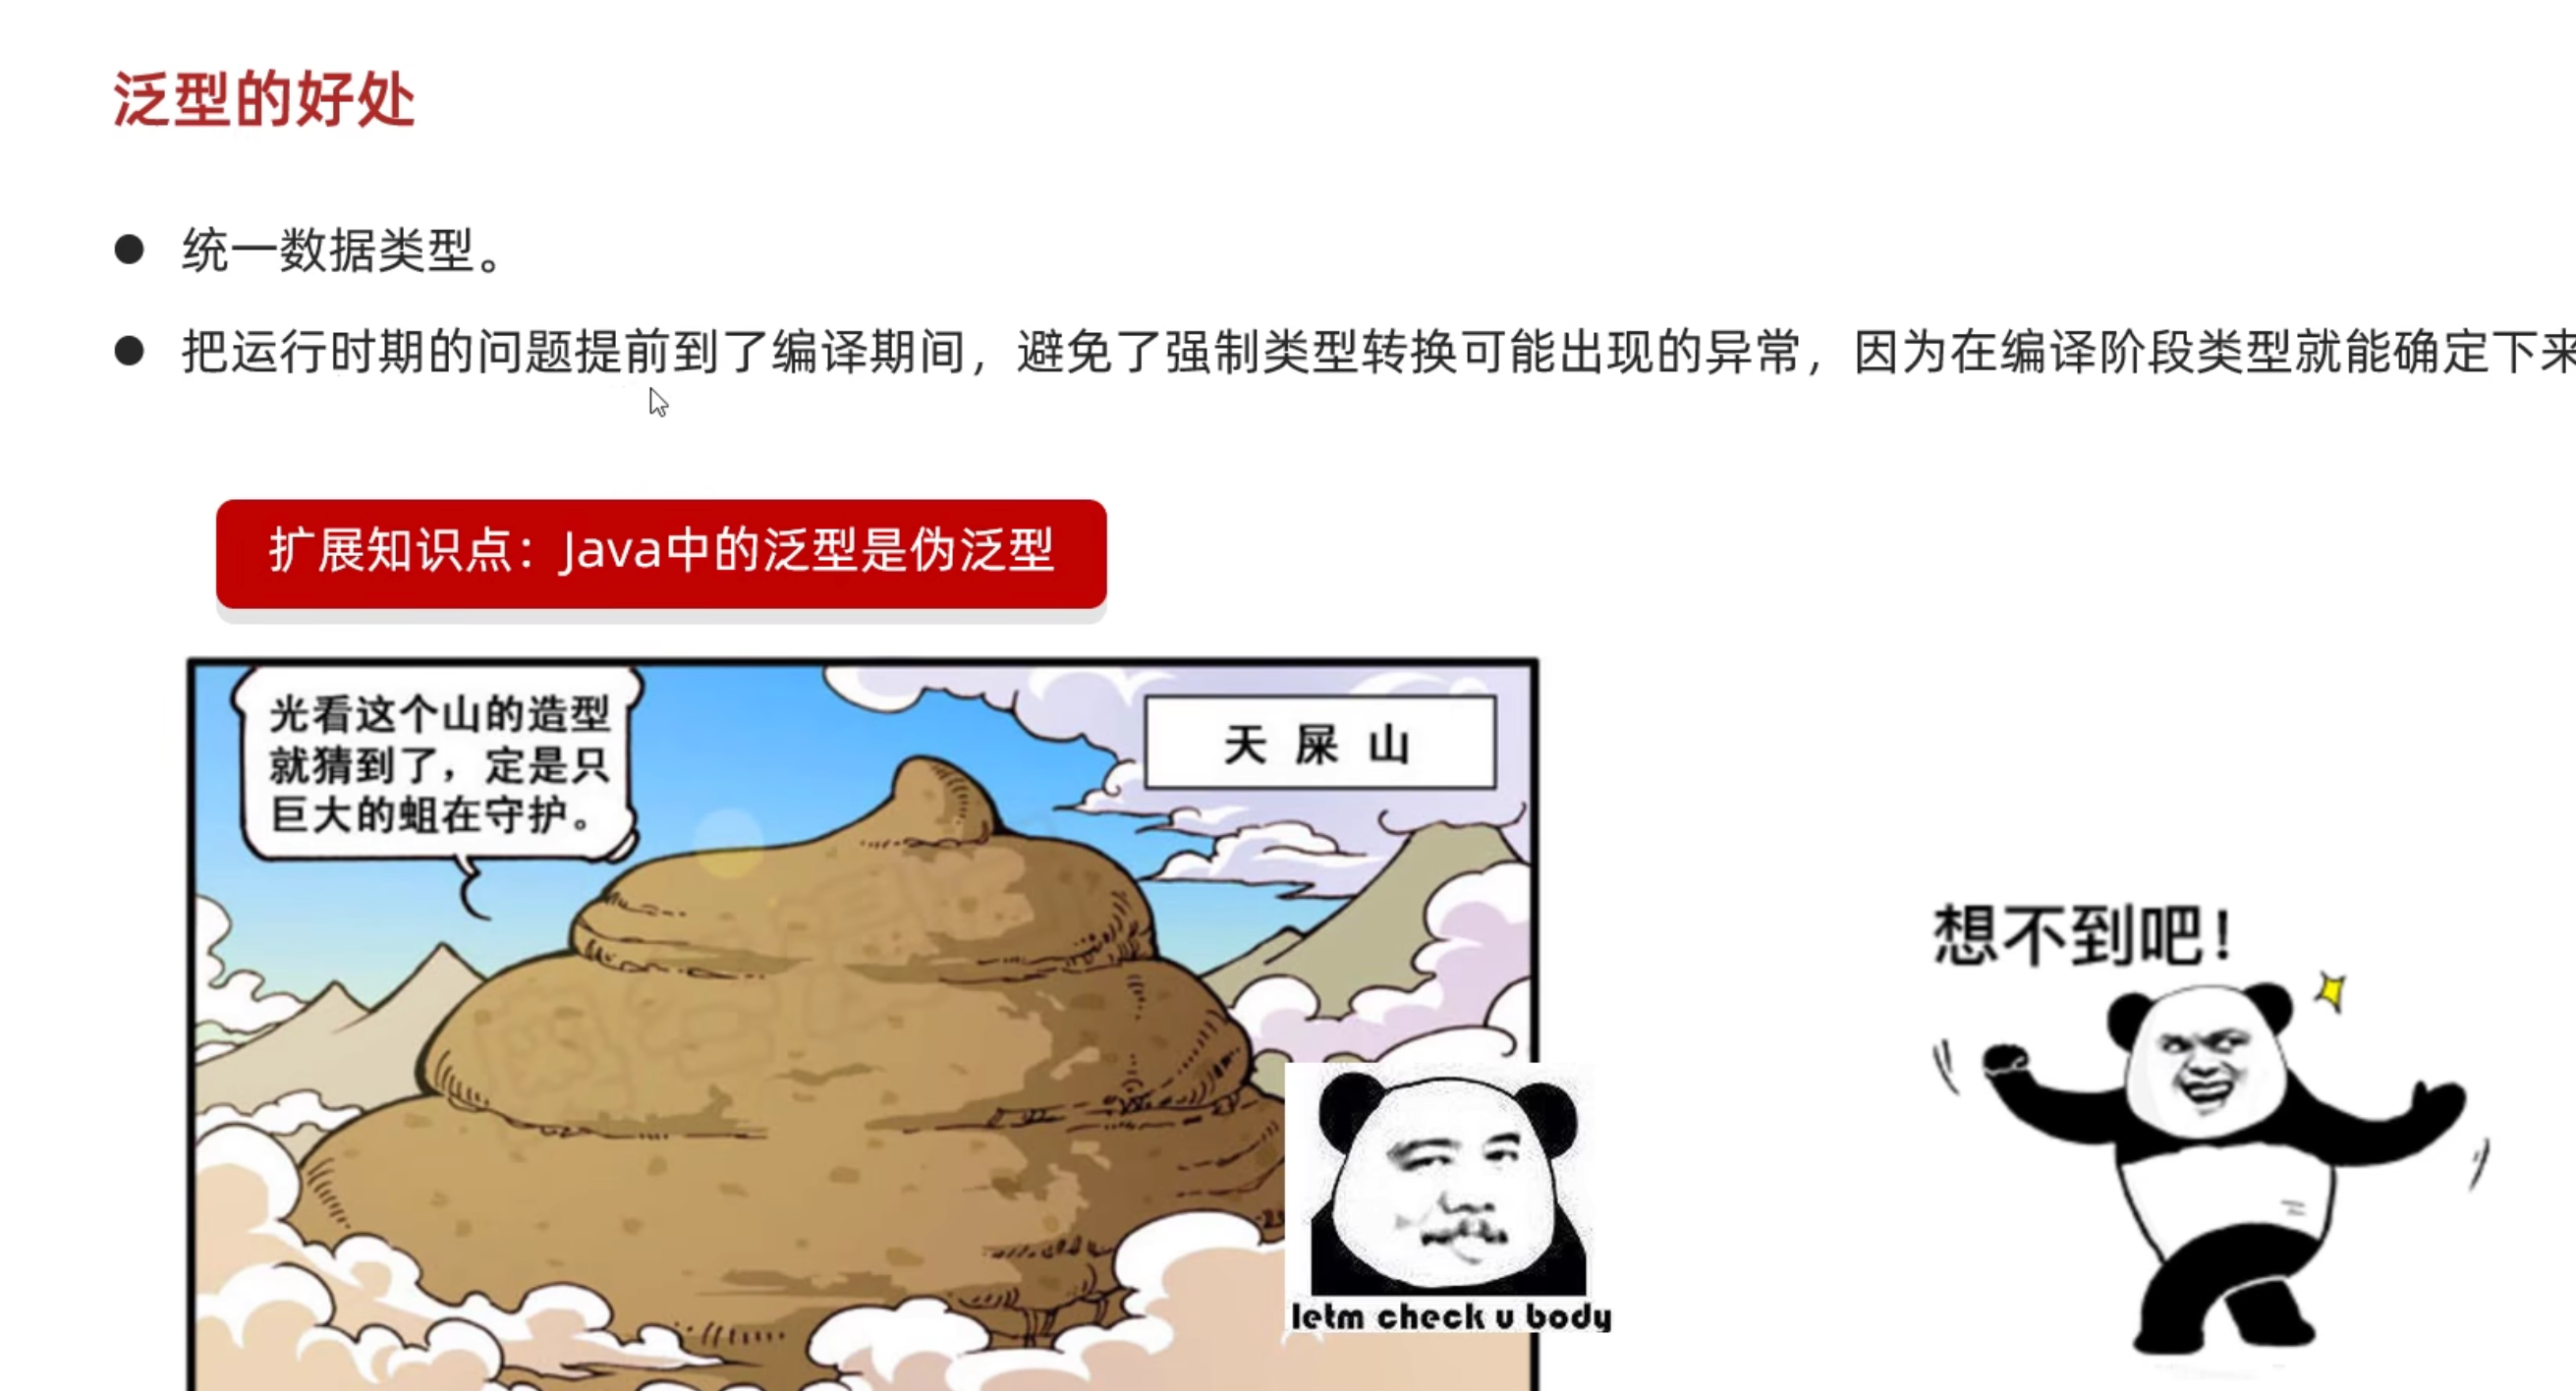 泛型的好处
统一数据类型。
把运行时期的问题提前到了编译期间，避免了强制类型转换可能出现的异常，因为在编译阶段类型就能确定下来
扩展知识点：Java中的泛型是伪泛型
光看这个山的造型
就猜到了，定是只
巨大的蛆在守护。
天屎山
想不到吧！
letm check u body